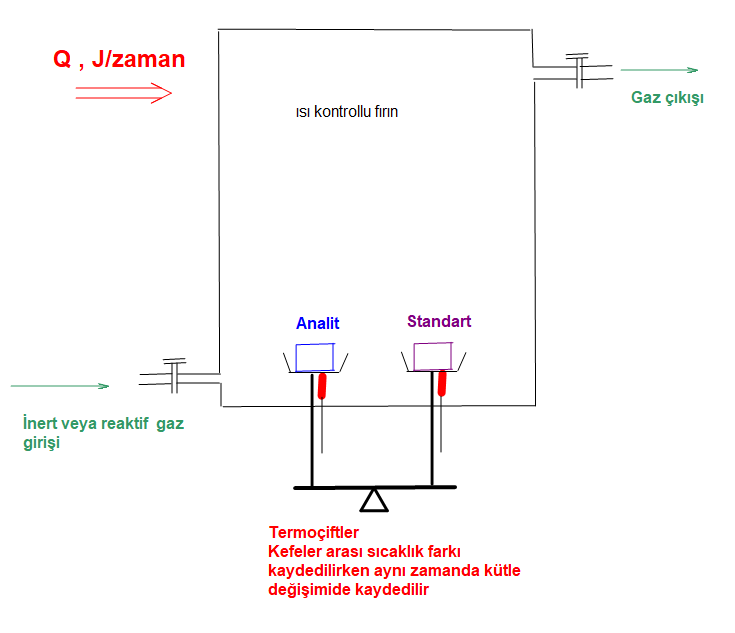 Q , J/zaman
Gaz çıkışı
ısı kontrollu fırın
Analit
Standart
İnert veya reaktif gaz
girişi
Termoçiftler
Kefeler arası sıcaklık farkı
kaydedilirken aynı zamanda kütle
değişimide kaydedilir